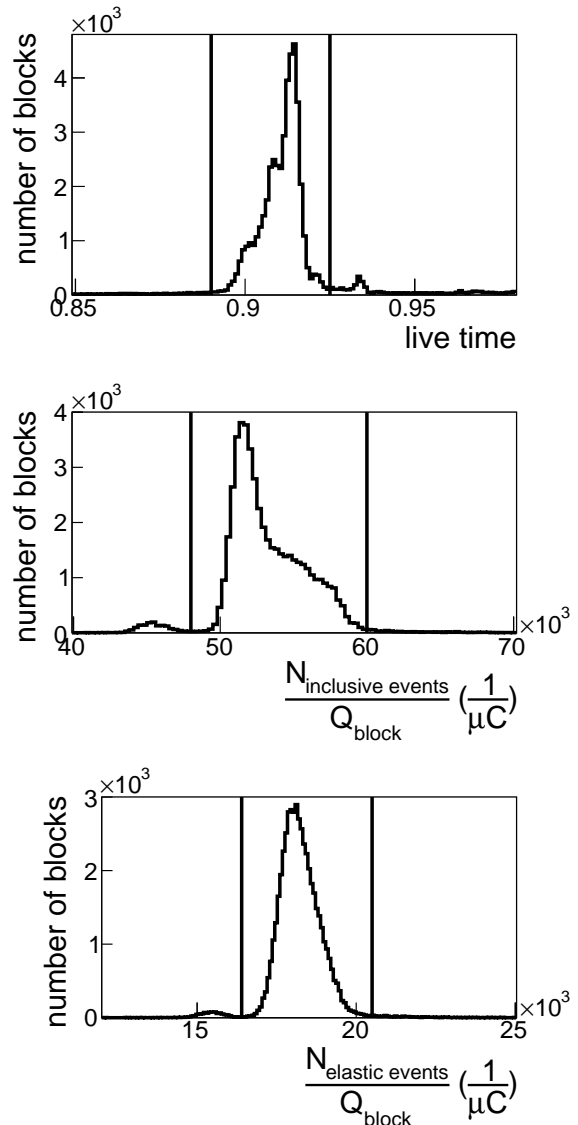 ×10³
number of blocks
4
3
2
1
0
0.85 0.9 0.95
live time
×10³
number of blocks
4
3
2
1
0
40 50 60 70 ×10³
N_inclusive events / Q_block (1/μC)
×10³
number of blocks
3
2
1
0
15 20 25 ×10³
N_elastic events / Q_block (1/μC)